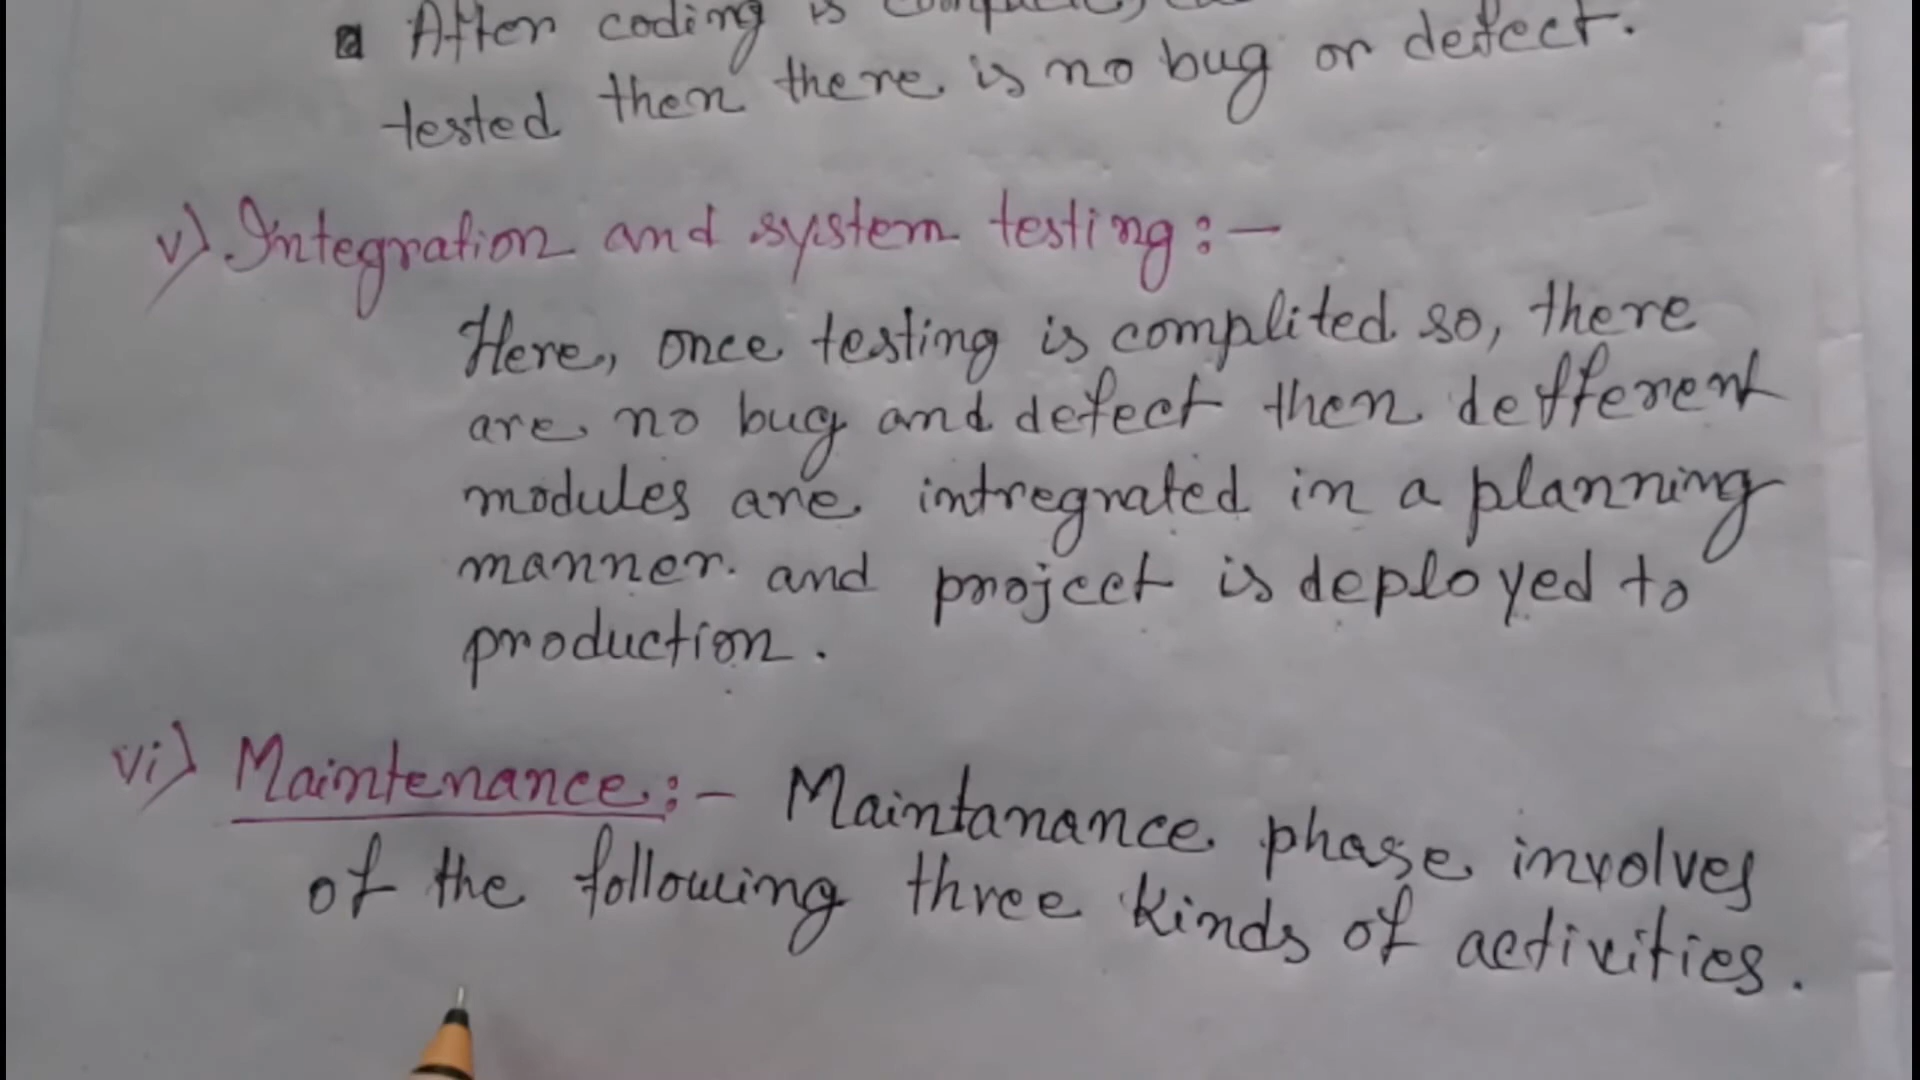 After coding is
tested then there is no bug or defect.
v) Integration and system testing:-
Here, once testing is complited so, there
are no bug and defect then defferent
modules are intregrated in a planning
manner. and project is deployed to
production.
vi) Maintenance:- Maintanance phase involves
of the following three kinds of activities.